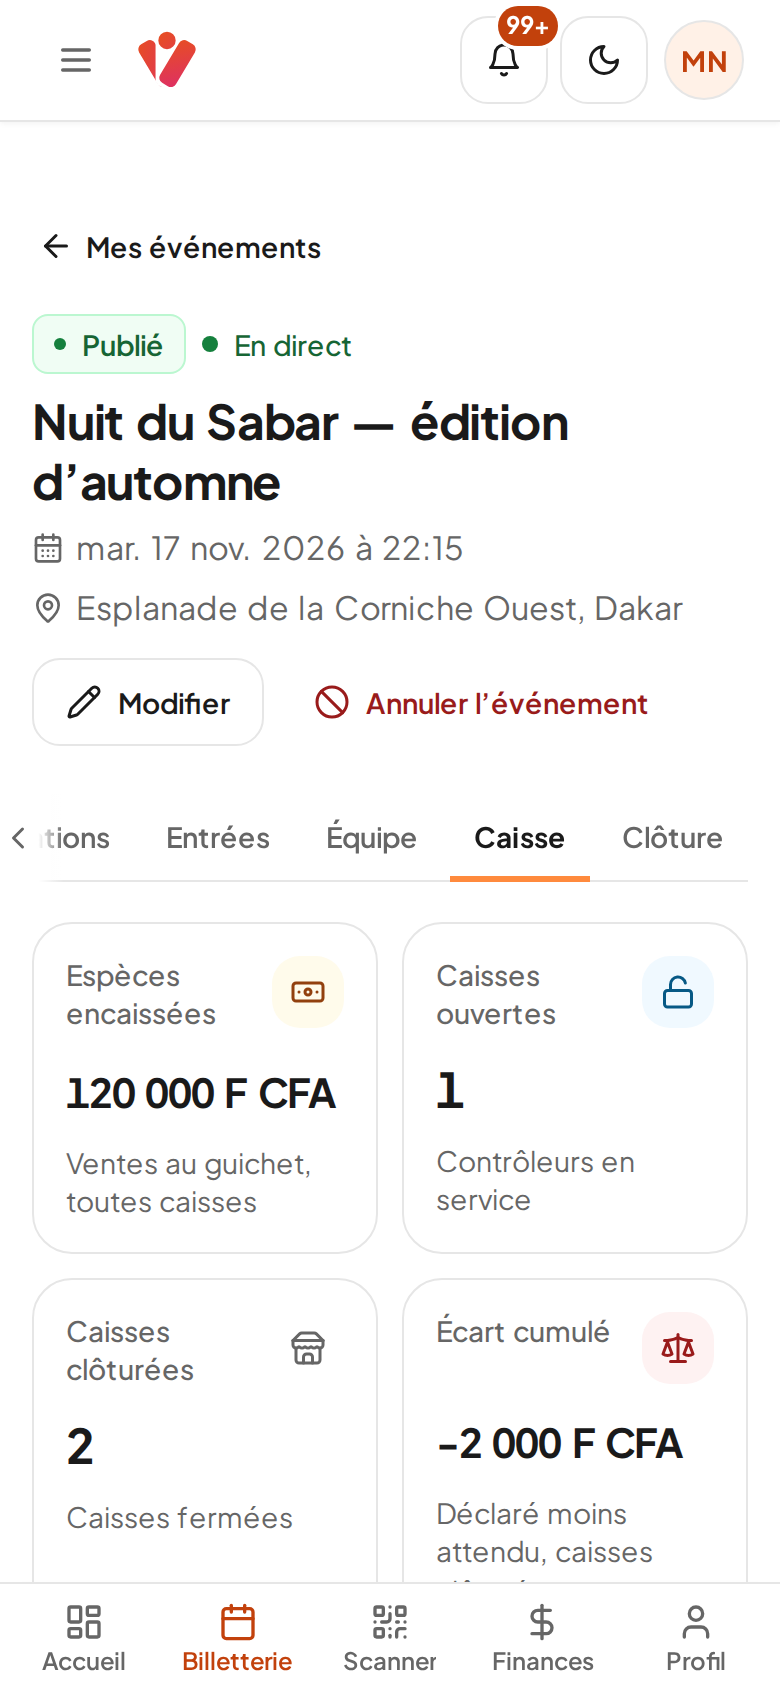 99+
MN
Mes événements
Publié
En direct
Nuit du Sabar — édition
d’automne
mar. 17 nov. 2026 à 22:15
Esplanade de la Corniche Ouest, Dakar
Modifier
Annuler l’événement
Entrées
Équipe
Caisse
Clôture
Espèces
encaissées
120 000 F CFA
Ventes au guichet,
toutes caisses
Caisses
ouvertes
1
Contrôleurs en
service
Caisses
clôturées
2
Caisses fermées
Écart cumulé
−2 000 F CFA
Déclaré moins
attendu, caisses
Accueil
Billetterie
Scanner
Finances
Profil